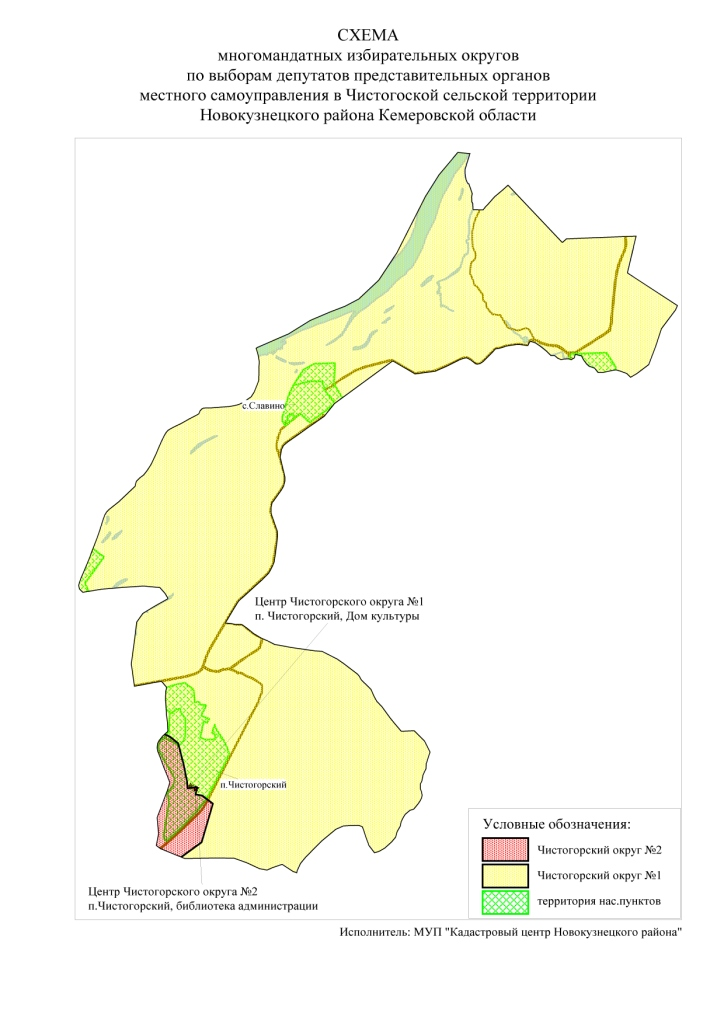 СХЕМА
многомандатных избирательных округов
по выборам депутатов представительных органов
местного самоуправления в Чистогоской сельской территории
Новокузнецкого района Кемеровской области
с.Славино
Центр Чистогорского округа №1
п. Чистогорский, Дом культуры
п.Чистогорский
Условные обозначения:
Чистогорский округ №2
Чистогорский округ №1
территория нас.пунктов
Центр Чистогорского округа №2
п.Чистогорский, библиотека администрации
Исполнитель: МУП "Кадастровый центр Новокузнецкого района"